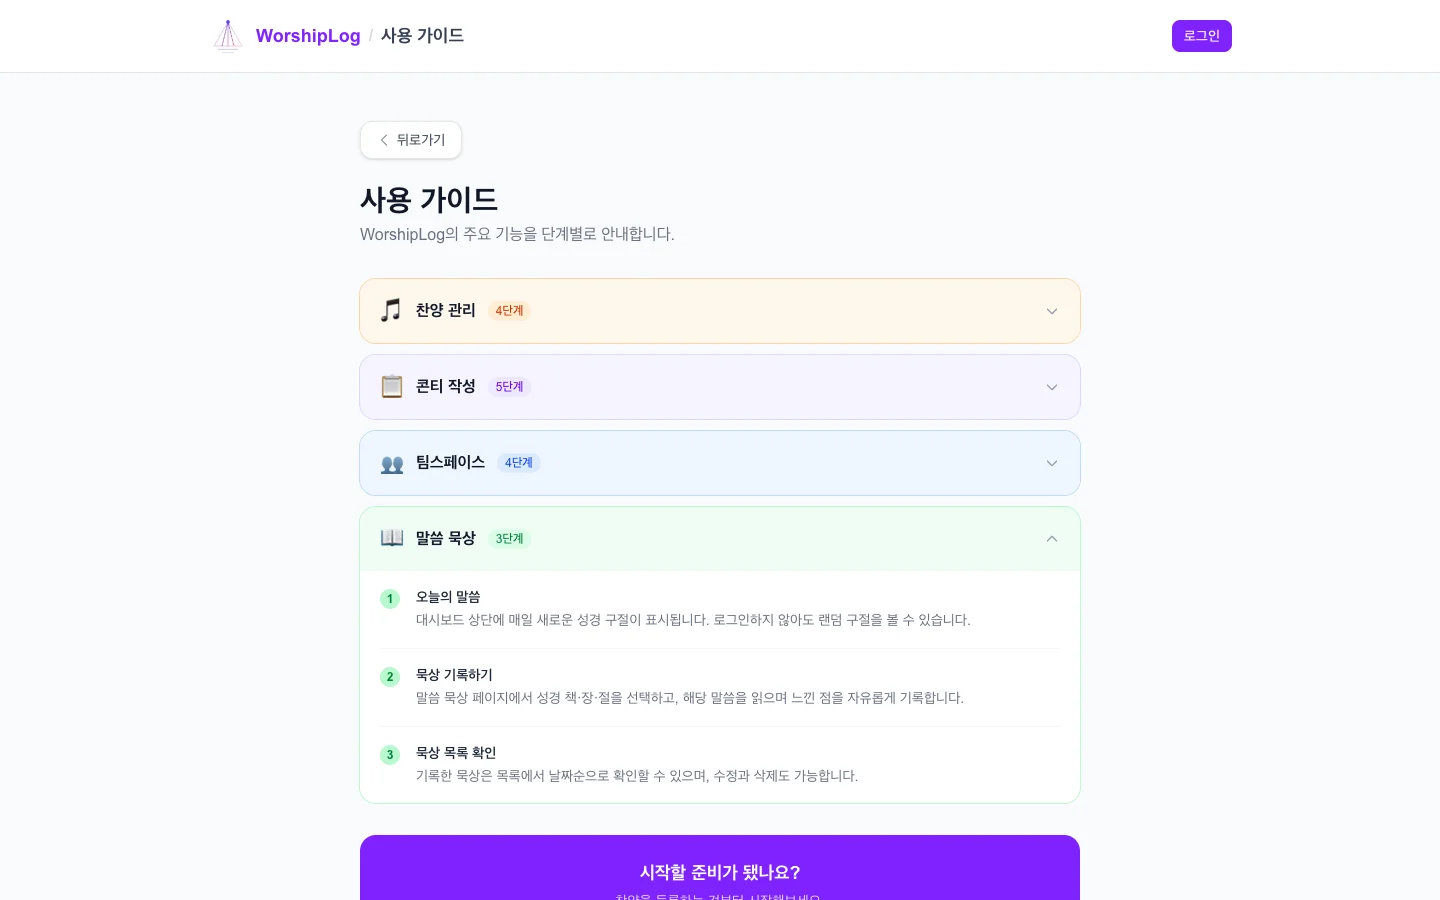 WorshipLog / 사용 가이드
로그인
뒤로가기
사용 가이드
WorshipLog의 주요 기능을 단계별로 안내합니다.
찬양 관리 4단계
콘티 작성 5단계
팀스페이스 4단계
말씀 묵상 3단계
1 오늘의 말씀
대시보드 상단에 매일 새로운 성경 구절이 표시됩니다. 로그인하지 않아도 랜덤 구절을 볼 수 있습니다.
2 묵상 기록하기
말씀 묵상 페이지에서 성경 책·장·절을 선택하고, 해당 말씀을 읽으며 느낀 점을 자유롭게 기록합니다.
3 묵상 목록 확인
기록한 묵상은 목록에서 날짜순으로 확인할 수 있으며, 수정과 삭제도 가능합니다.
시작할 준비가 됐나요?